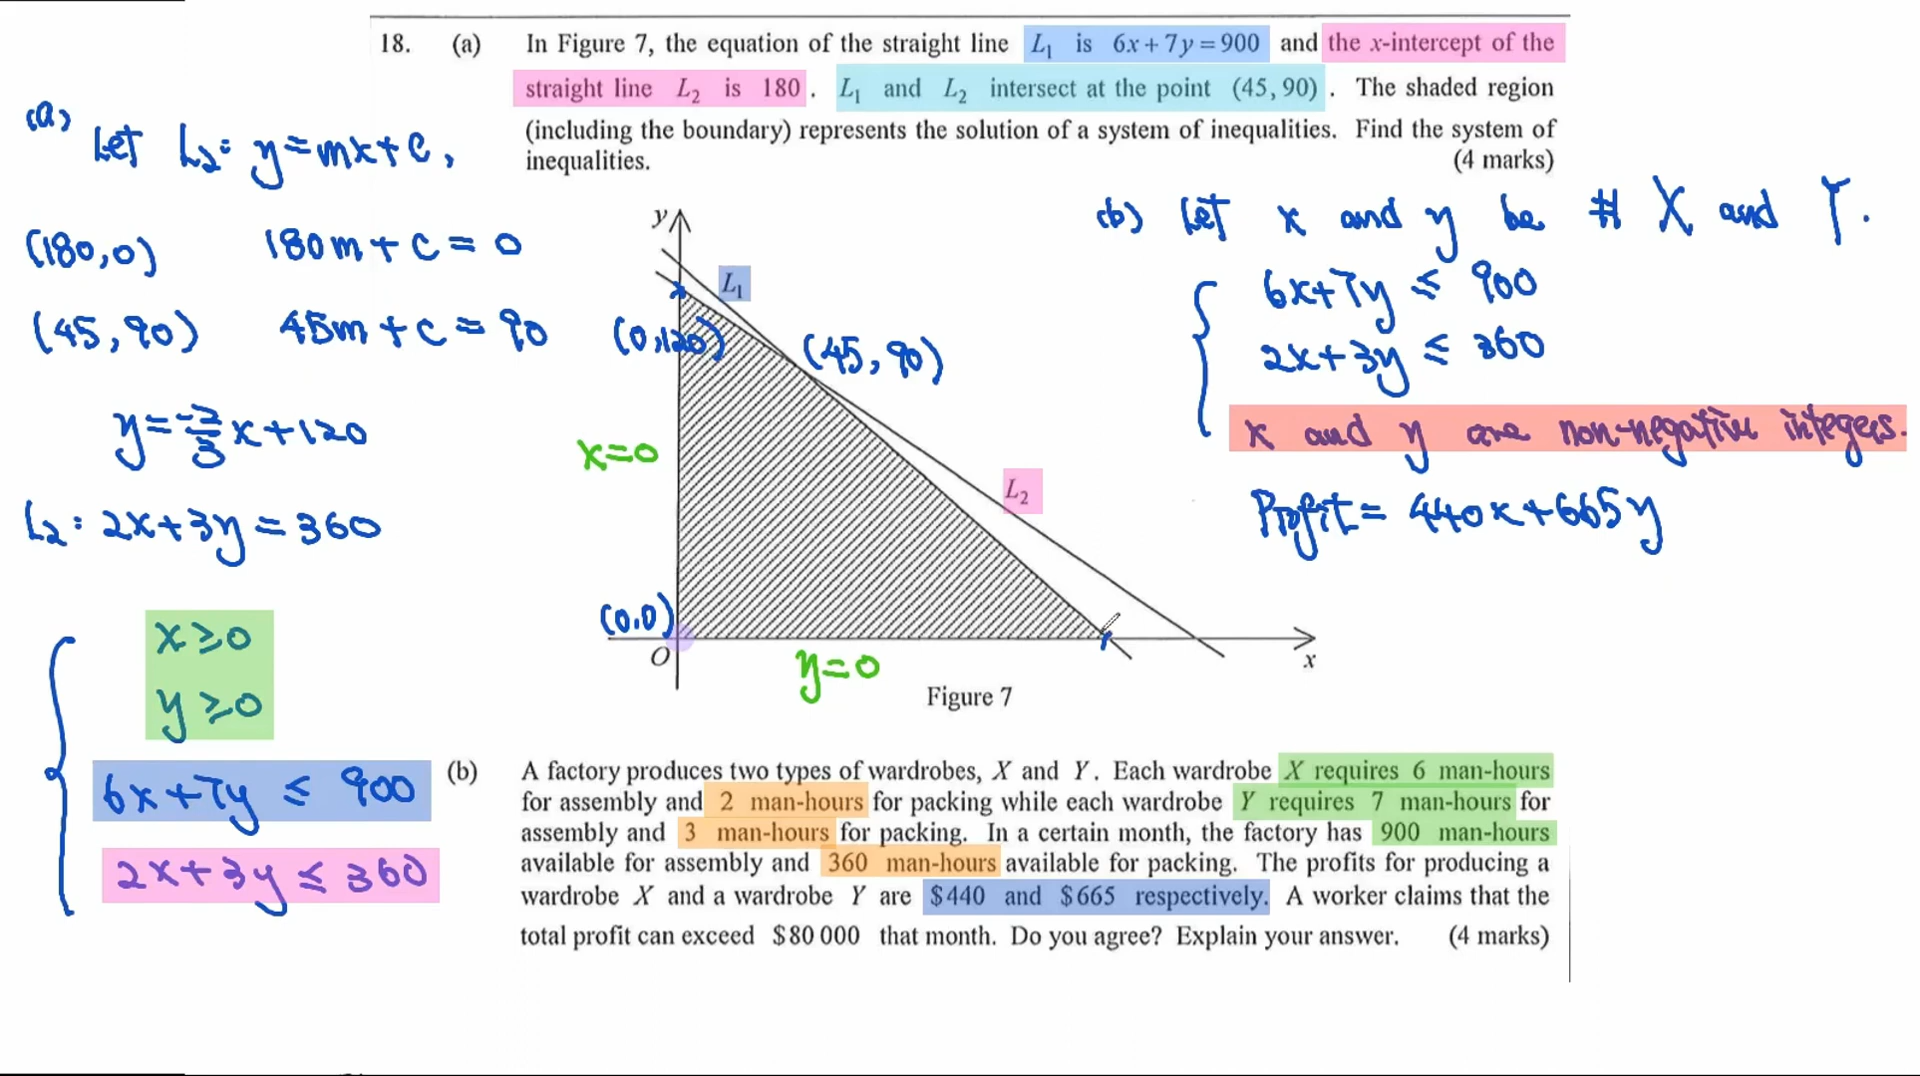 18. (a) In Figure 7, the equation of the straight line L₁ is 6x + 7y = 900 and the x-intercept of the
straight line L₂ is 180 . L₁ and L₂ intersect at the point (45, 90) . The shaded region
(including the boundary) represents the solution of a system of inequalities. Find the system of
inequalities. (4 marks)
(a)
Let L₂: y=mx+c,
(180,0) 180m + c = 0
(45,90) 45m + c = 90
y = -2/3 x+120
L₂ : 2x+3y = 360
x ≥ 0
y ≥ 0
6x+7y ≤ 900
2x+3y ≤ 360
y
L₁
(0,120)
(45,90)
x=0
L₂
(0,0)
O
y=0
x
Figure 7
(b) Let x and y be # X and Y.
6x+7y ≤ 900
2x+3y ≤ 360
x and y are non-negative integers.
Profit = 440x+665y
(b) A factory produces two types of wardrobes, X and Y . Each wardrobe X requires 6 man-hours
for assembly and 2 man-hours for packing while each wardrobe Y requires 7 man-hours for
assembly and 3 man-hours for packing. In a certain month, the factory has 900 man-hours
available for assembly and 360 man-hours available for packing. The profits for producing a
wardrobe X and a wardrobe Y are $440 and $665 respectively. A worker claims that the
total profit can exceed $80 000 that month. Do you agree? Explain your answer. (4 marks)